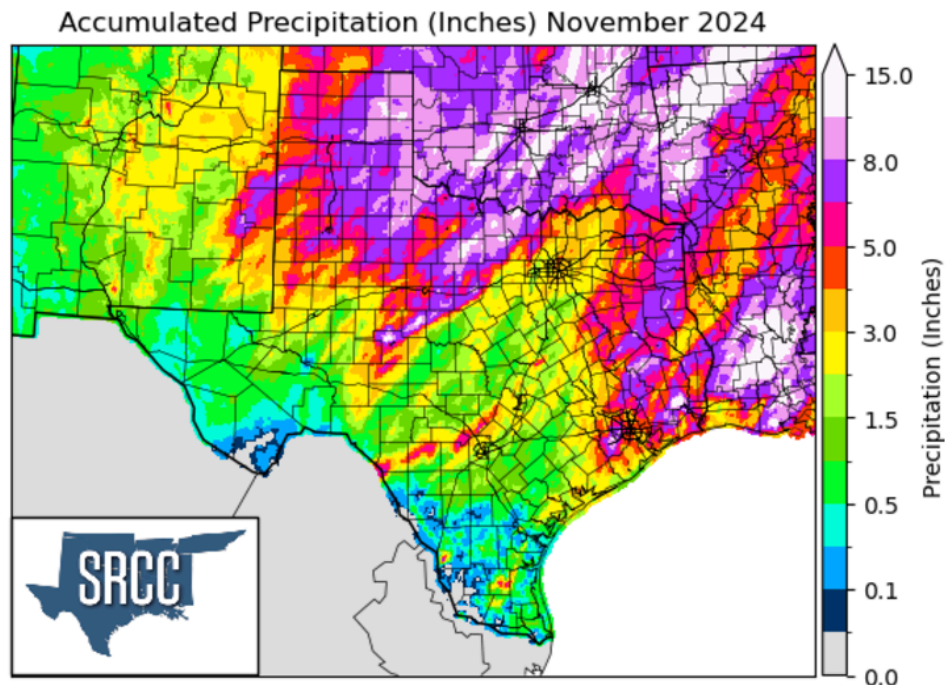 Accumulated Precipitation (Inches) November 2024
15.0
8.0
5.0
3.0
1.5
0.5
0.1
0.0
Precipitation (Inches)
SRCC